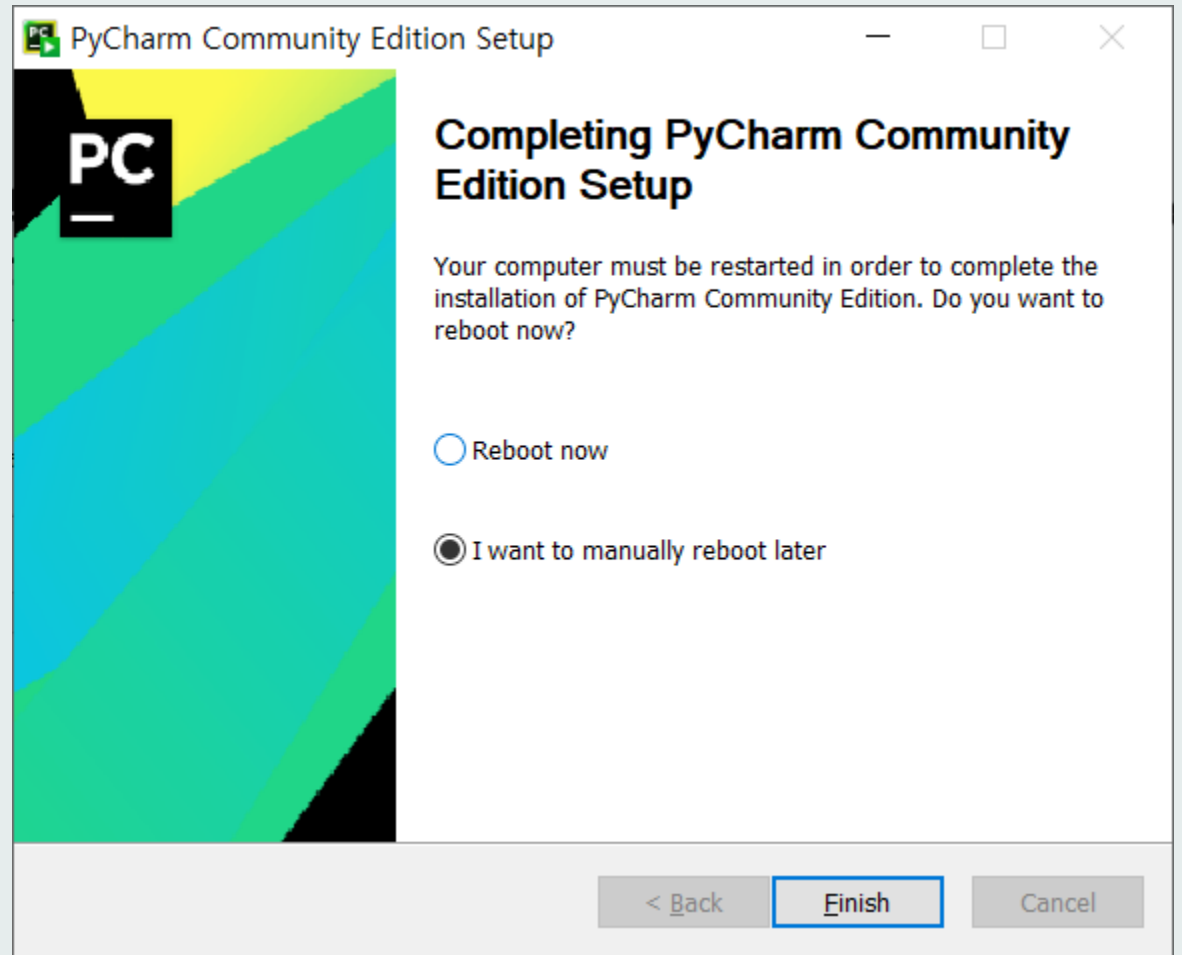 PyCharm Community Edition Setup
PC
Completing PyCharm Community
Edition Setup
Your computer must be restarted in order to complete the
installation of PyCharm Community Edition. Do you want to
reboot now?
Reboot now
I want to manually reboot later
< Back Finish Cancel